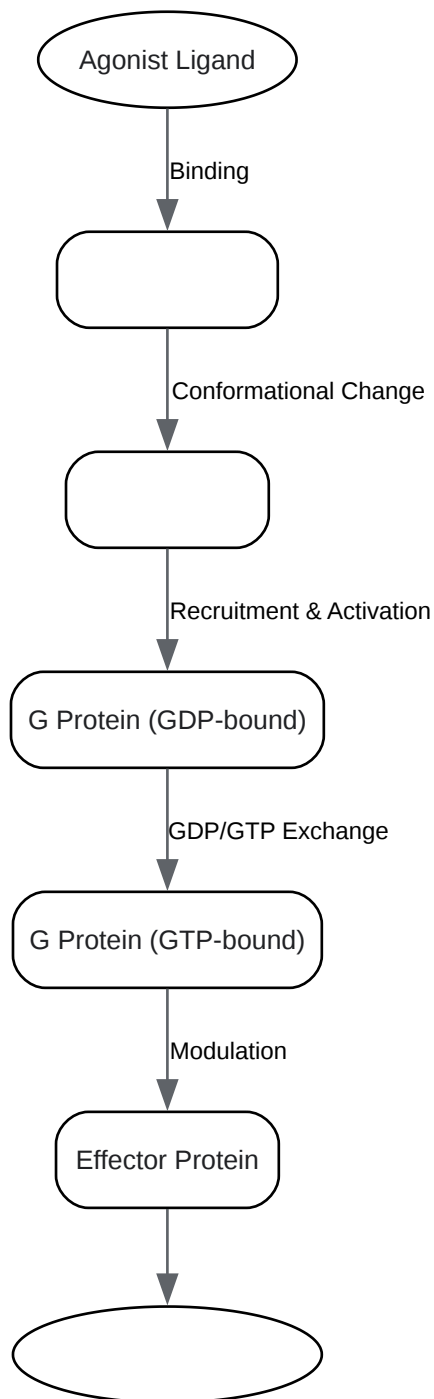 Agonist Ligand
Binding
Conformational Change
Recruitment & Activation
G Protein (GDP-bound)
GDP/GTP Exchange
G Protein (GTP-bound)
Modulation
Effector Protein